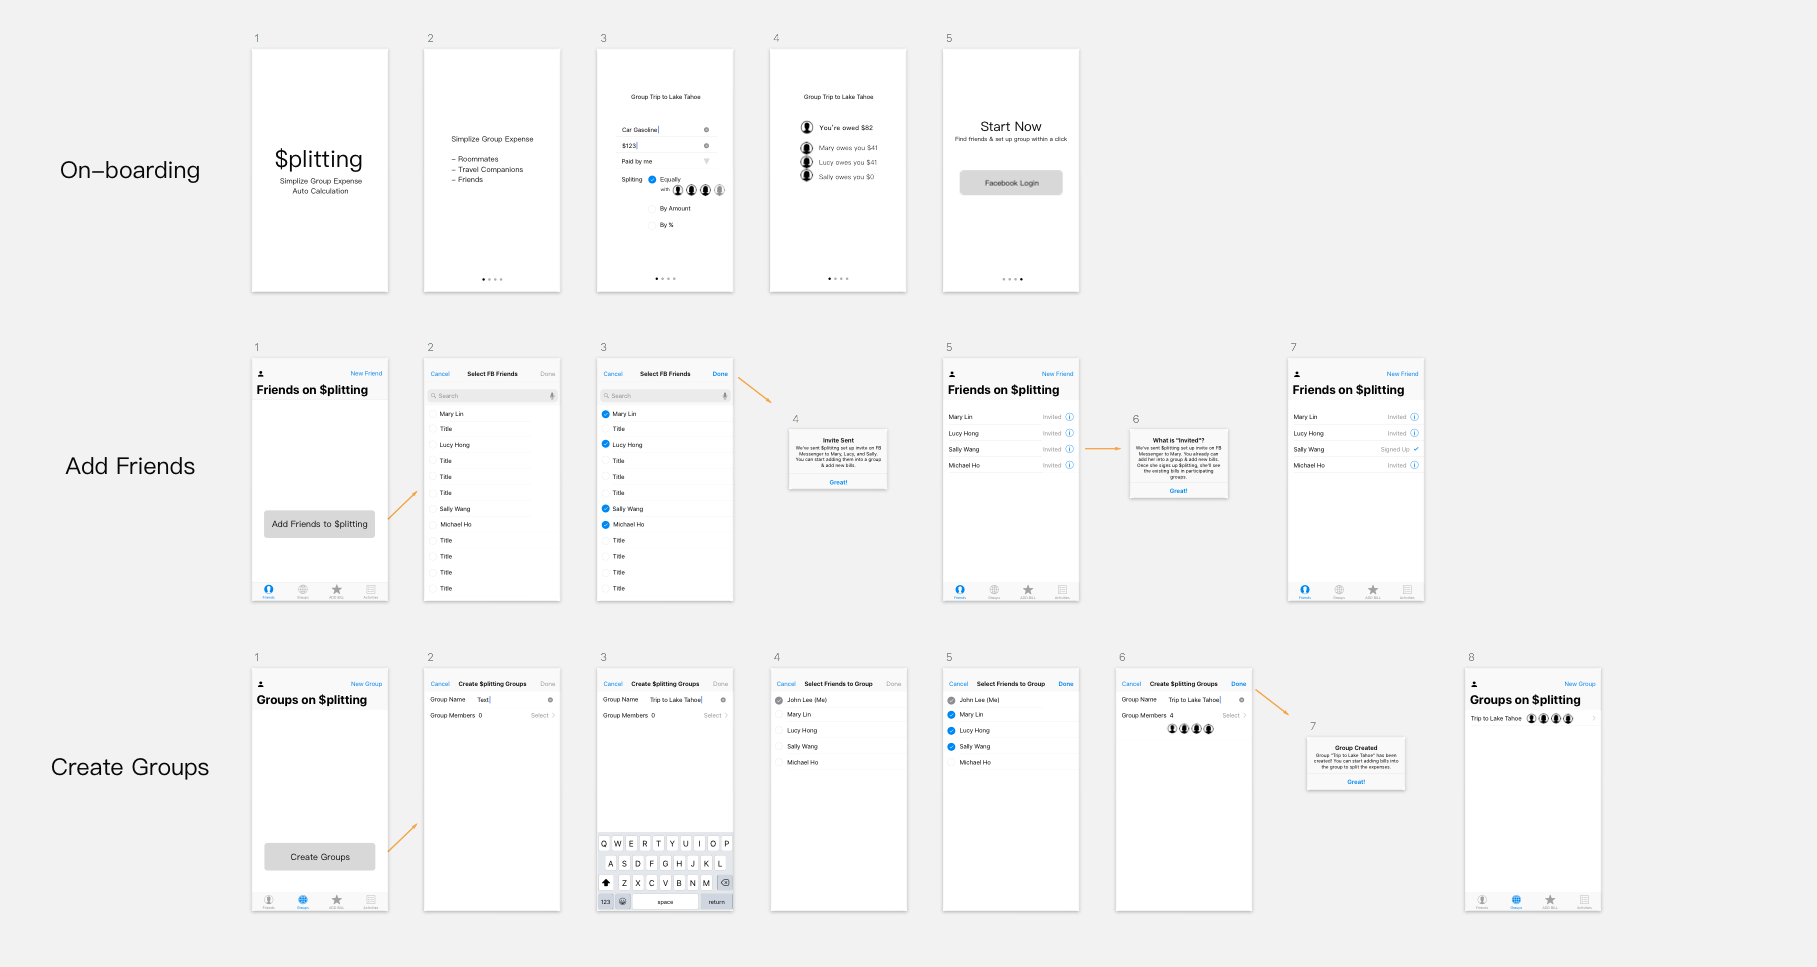 On-boarding
1
$plitting
Simplize Group Expense
Auto Calculation
2
Simplize Group Expense
- Roommates
- Travel Companions
- Friends
3
Group Trip to Lake Tahoe
Car Gasoline
$123
Paid by me
Spliting Equally
with
By Amount
By %
4
Group Trip to Lake Tahoe
You're owed $82
Mary owes you $41
Lucy owes you $41
Sally owes you $0
5
Start Now
Find friends & set up group within a click
Facebook Login
Add Friends
1
New Friend
Friends on $plitting
Add Friends to $plitting
Friends Groups ADD BILL Activities
2
Cancel Select FB Friends Done
Search
Mary Lin
Title
Lucy Hong
Title
Title
Title
Sally Wang
Michael Ho
Title
Title
Title
Title
3
Cancel Select FB Friends Done
Search
Mary Lin
Title
Lucy Hong
Title
Title
Title
Sally Wang
Michael Ho
Title
Title
Title
Title
4
Invite Sent
We've sent $plitting set up invite on FB
Messenger to Mary, Lucy, and Sally.
You can start adding them into a group
& add new bills.
Great!
5
New Friend
Friends on $plitting
Mary Lin Invited
Lucy Hong Invited
Sally Wang Invited
Michael Ho Invited
Friends Groups ADD BILL Activities
6
What is "Invited"?
We've sent $plitting set up invite on FB
Messenger to Mary. You already can
add her into a group & add new bills.
Once she signs up $plitting, she'll see
the existing bills in participating
groups.
Great!
7
New Friend
Friends on $plitting
Mary Lin Invited
Lucy Hong Invited
Sally Wang Signed Up
Michael Ho Invited
Friends Groups ADD BILL Activities
Create Groups
1
New Group
Groups on $plitting
Create Groups
Friends Groups ADD BILL Activities
2
Cancel Create $plitting Groups Done
Group Name Text
Group Members 0 Select
3
Cancel Create $plitting Groups Done
Group Name Trip to Lake Tahoe
Group Members 0 Select
Q W E R T Y U I O P
A S D F G H J K L
Z X C V B N M
123 space return
4
Cancel Select Friends to Group Done
John Lee (Me)
Mary Lin
Lucy Hong
Sally Wang
Michael Ho
5
Cancel Select Friends to Group Done
John Lee (Me)
Mary Lin
Lucy Hong
Sally Wang
Michael Ho
6
Cancel Create $plitting Groups Done
Group Name Trip to Lake Tahoe
Group Members 4 Select
7
Group Created
Group "Trip to Lake Tahoe" has been
created! You can start adding bills into
the group to split the expenses.
Great!
8
New Group
Groups on $plitting
Trip to Lake Tahoe
Friends Groups ADD BILL Activities